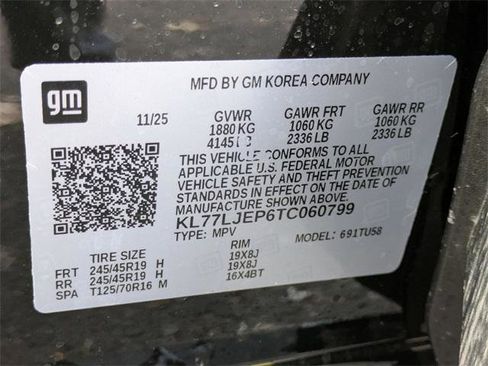 gm
MFD BY GM KOREA COMPANY
11/25 GVWR GAWR FRT GAWR RR
1880 KG 1060 KG 1060 KG
4145 2336 LB 2336 LB
THIS VEHICLE CONFORMS TO ALL
APPLICABLE U.S. FEDERAL MOTOR
VEHICLE SAFETY AND THEFT PREVENTION
STANDARDS IN EFFECT ON THE DATE OF
MANUFACTURE SHOWN ABOVE.
KL77LJEP6TC060799
TYPE: MPV MODEL: 691TU58
TIRE SIZE RIM
FRT 245/45R19 H 19X8J
RR 245/45R19 H 19X8J
SPA T125/70R16 M 16X4BT